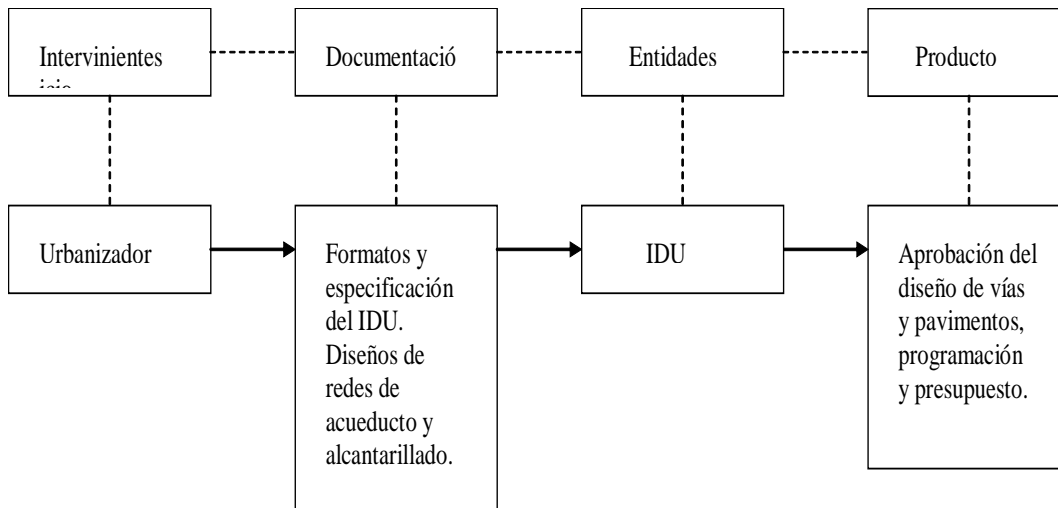 Intervinientes
Documentació
Entidades
Producto
Urbanizador
Formatos y
especificación
del IDU.
Diseños de
redes de
acueducto y
alcantarillado.
IDU
Aprobación del
diseño de vías
y pavimentos,
programación
y presupuesto.